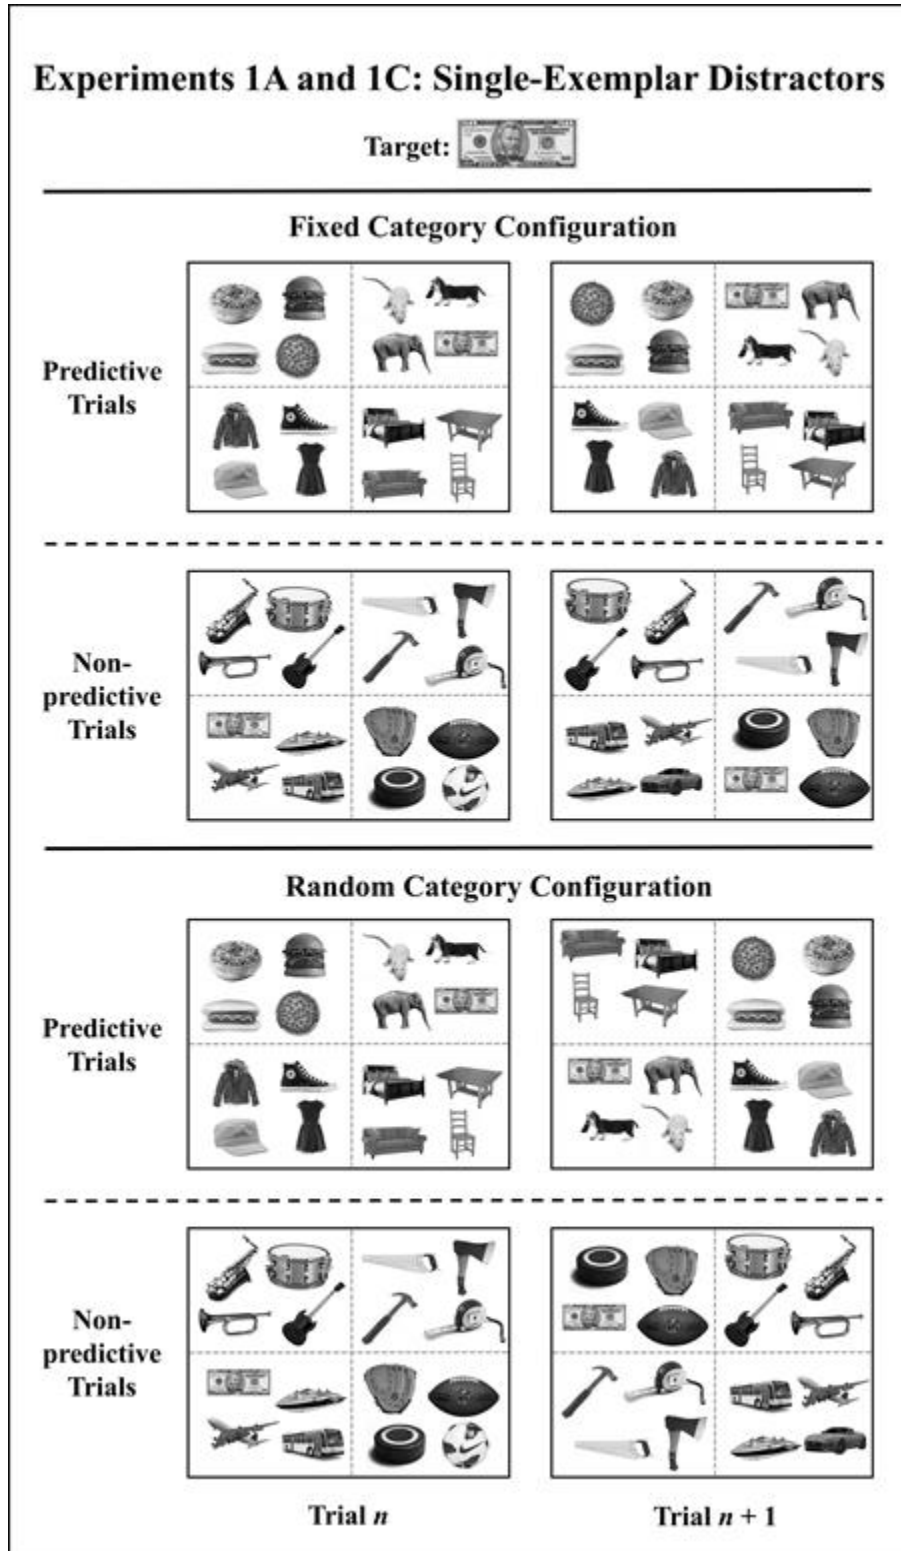 Experiments 1A and 1C: Single-Exemplar Distractors
Target:
Fixed Category Configuration
Predictive
Trials
Non-
predictive
Trials
Random Category Configuration
Predictive
Trials
Non-
predictive
Trials
Trial n
Trial n + 1